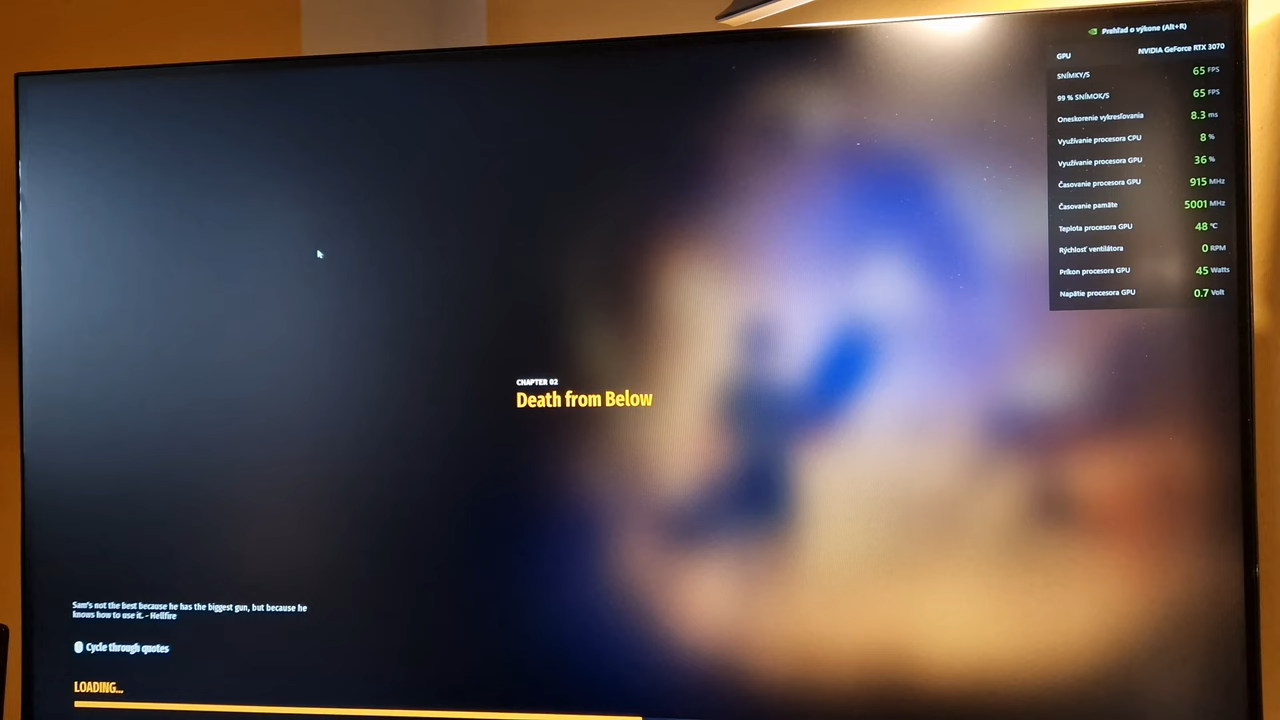 Prehľad o výkone (Alt+R)
GPU NVIDIA GeForce RTX 3070
SNÍMKY/S 65 FPS
99 % SNÍMOK/S 65 FPS
Oneskorenie vykresľovania 8.3 ms
Využívanie procesora CPU 8 %
Využívanie procesora GPU 36 %
Časovanie procesora GPU 915 MHz
Časovanie pamäte 5001 MHz
Teplota procesora GPU 48 °C
Rýchlosť ventilátora 0 RPM
Príkon procesora GPU 45 Watts
Napätie procesora GPU 0.7 Volt
CHAPTER 02
Death from Below
Sam's not the best because he has the biggest gun, but because he
knows how to use it. - Hellfire
Cycle through quotes
LOADING...